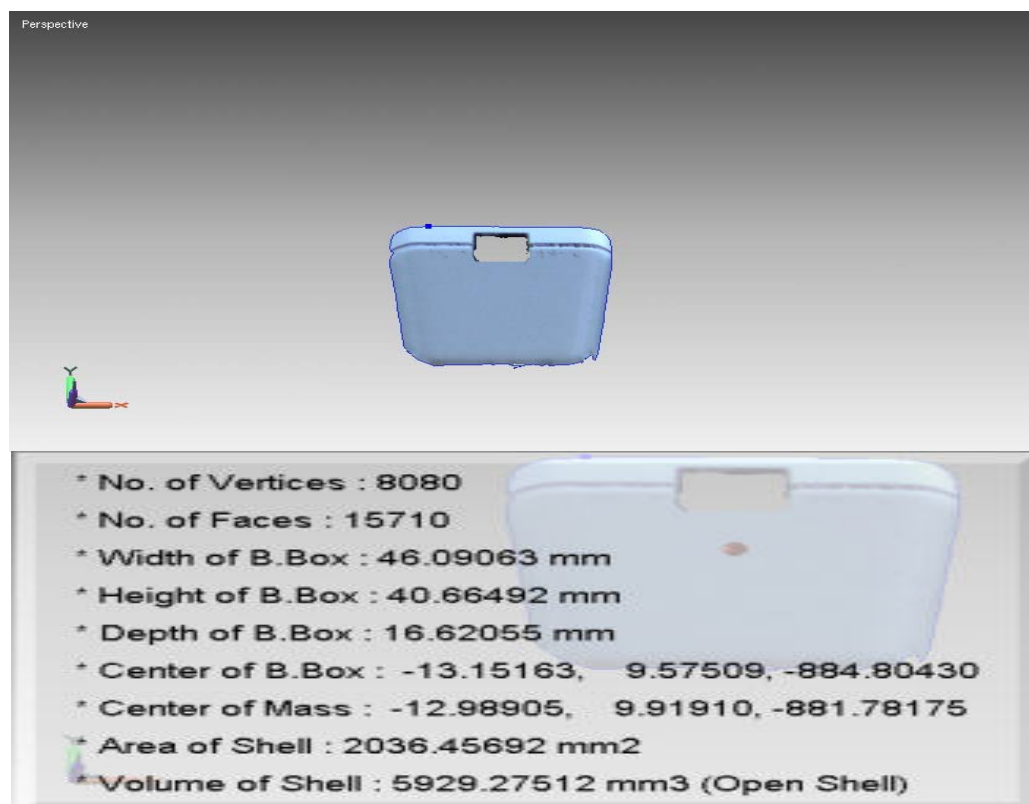 Perspective
Y
X
* No. of Vertices : 8080
* No. of Faces : 15710
* Width of B.Box : 46.09063 mm
* Height of B.Box : 40.66492 mm
* Depth of B.Box : 16.62055 mm
* Center of B.Box : -13.15163, 9.57509, -884.80430
* Center of Mass : -12.98905, 9.91910, -881.78175
* Area of Shell : 2036.45692 mm2
* Volume of Shell : 5929.27512 mm3 (Open Shell)